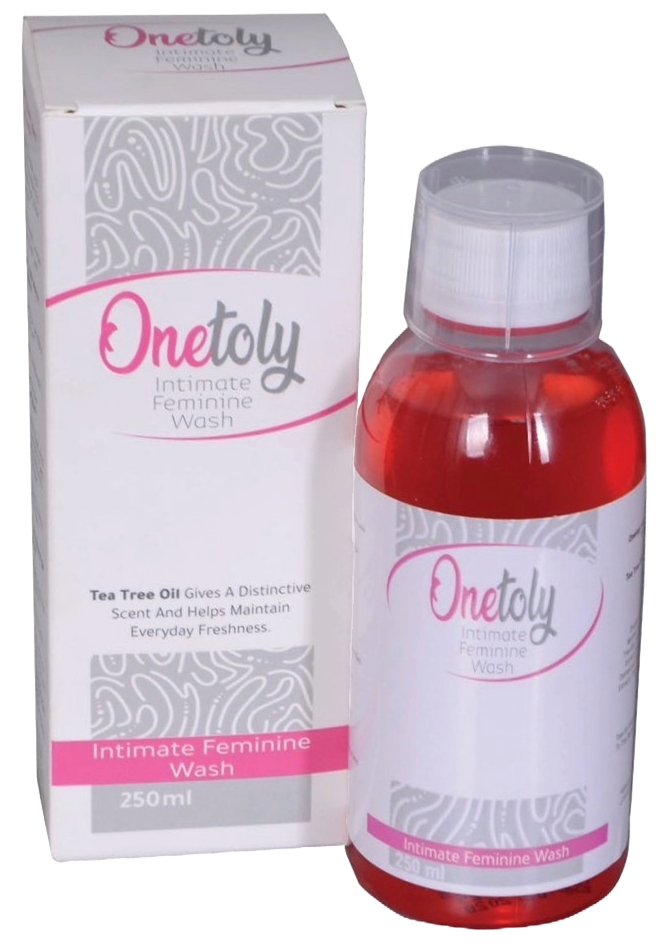 Onetoly
Intimate
Feminine
Wash
Onetoly
Intimate
Feminine
Wash
Tea Tree Oil Gives A Distinctive
Scent And Helps Maintain
Everyday Freshness.
Intimate Feminine
Wash
250ml
Onetoly
Intimate
Feminine
Wash
Intimate Feminine Wash
250 ml